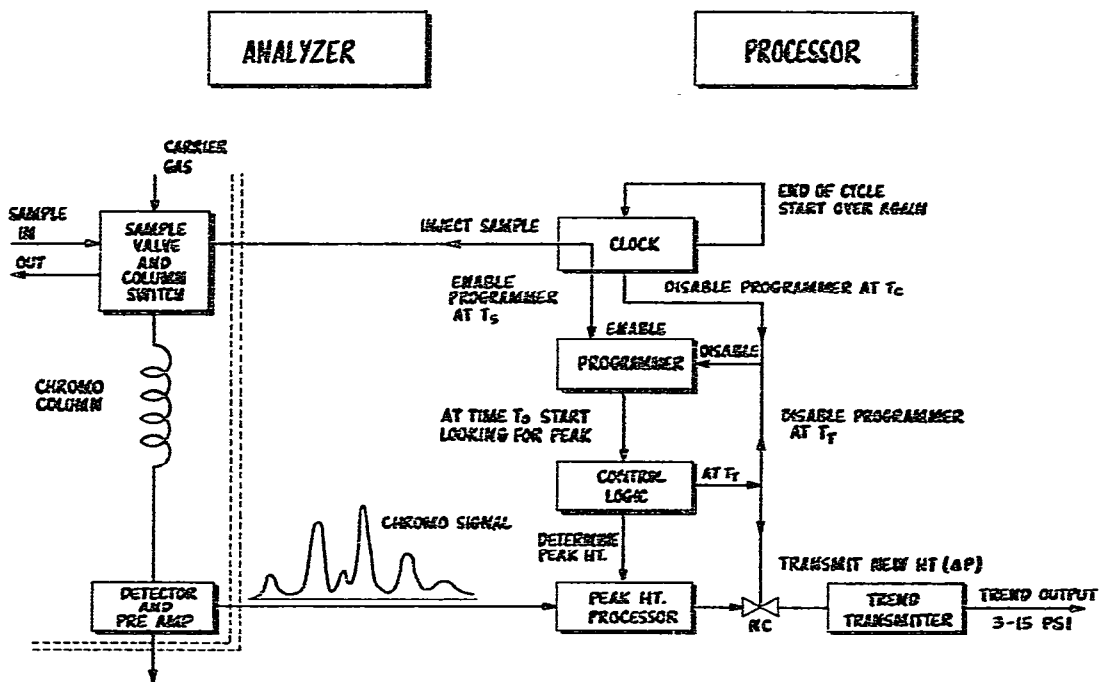 ANALYZER
PROCESSOR
CARRIER
GAS
SAMPLE
IN
OUT
SAMPLE
VALVE
AND
COLUMN
SWITCH
INJECT SAMPLE
CLOCK
END OF CYCLE
START OVER AGAIN
ENABLE
PROGRAMMER
AT TS
DISABLE PROGRAMMER AT TC
ENABLE
PROGRAMMER
DISABLE
CHROMO
COLUMN
AT TIME TO START
LOOKING FOR PEAK
DISABLE PROGRAMMER
AT TT
CONTROL
LOGIC
AT TT
CHROMO SIGNAL
DETERMINE
PEAK HT.
TRANSMIT NEW HT (ΔP)
DETECTOR
AND
PRE AMP
PEAK HT.
PROCESSOR
NC
TREND
TRANSMITTER
TREND OUTPUT
3-15 PSI